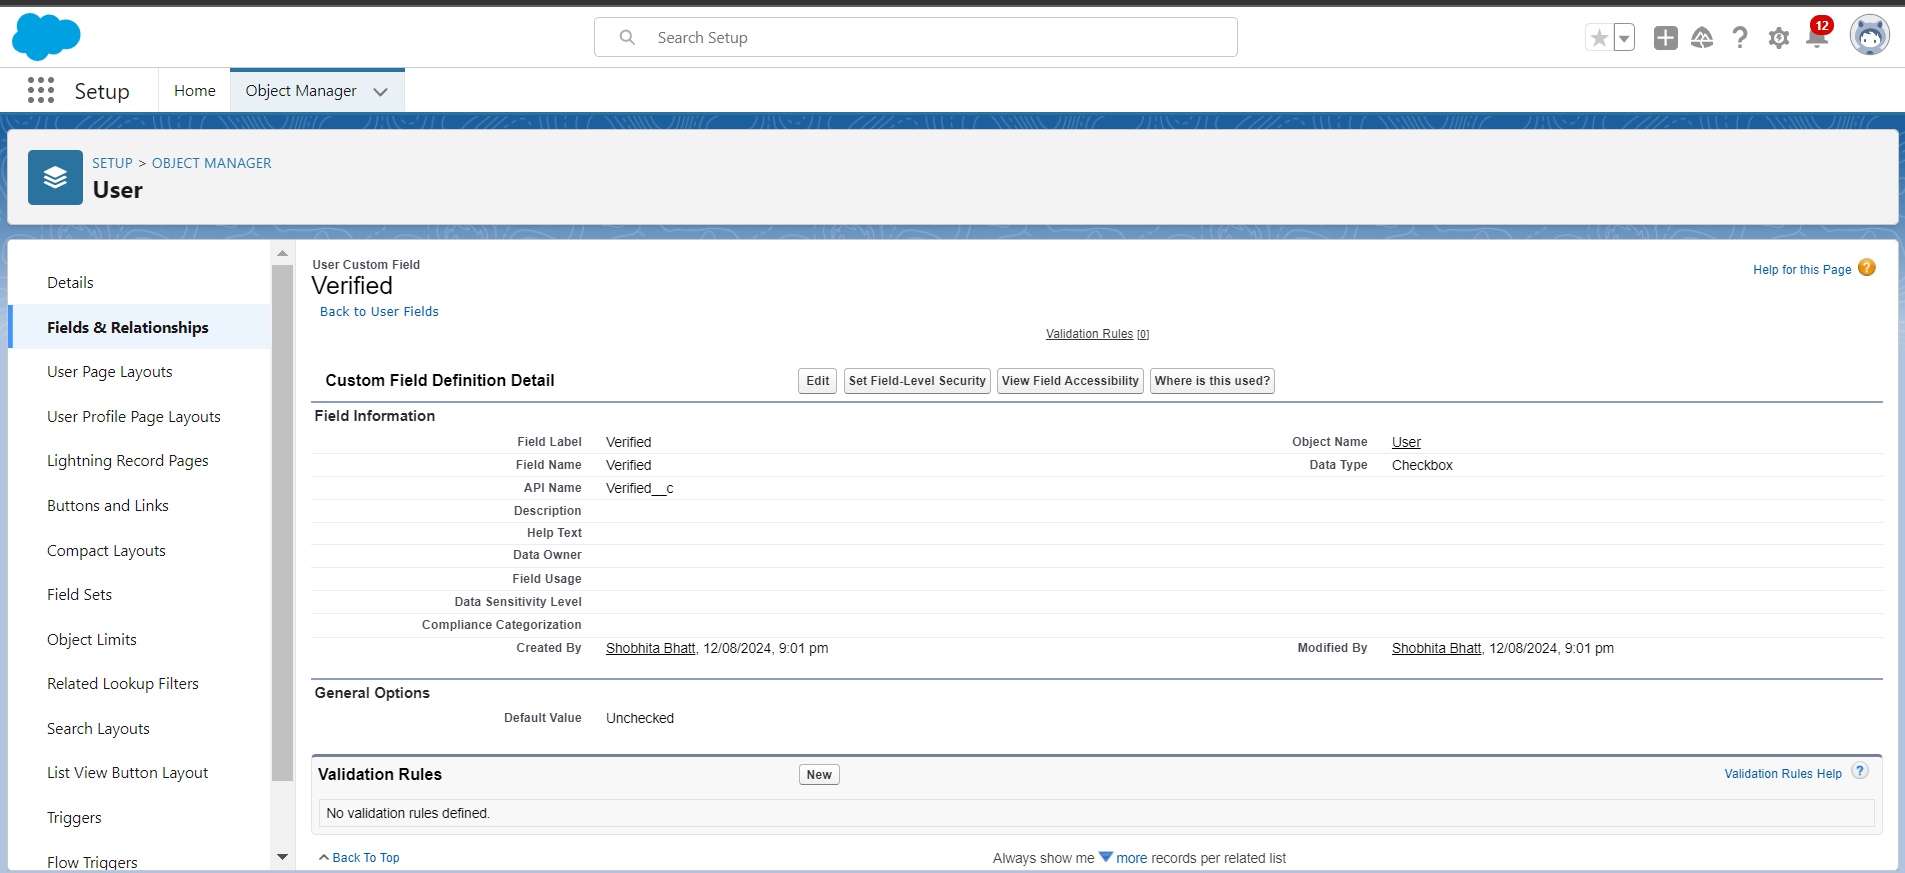 Search Setup
12
Setup
Home
Object Manager
SETUP > OBJECT MANAGER
User
Details
Fields & Relationships
User Page Layouts
User Profile Page Layouts
Lightning Record Pages
Buttons and Links
Compact Layouts
Field Sets
Object Limits
Related Lookup Filters
Search Layouts
List View Button Layout
Triggers
Flow Triggers
User Custom Field
Verified
Back to User Fields
Help for this Page ?
Validation Rules [0]
Custom Field Definition Detail
Edit
Set Field-Level Security
View Field Accessibility
Where is this used?
Field Information
Field Label Verified
Object Name User
Field Name Verified
Data Type Checkbox
API Name Verified__c
Description
Help Text
Data Owner
Field Usage
Data Sensitivity Level
Compliance Categorization
Created By Shobhita Bhatt, 12/08/2024, 9:01 pm
Modified By Shobhita Bhatt, 12/08/2024, 9:01 pm
General Options
Default Value Unchecked
Validation Rules
New
Validation Rules Help ?
No validation rules defined.
Back To Top
Always show me more records per related list